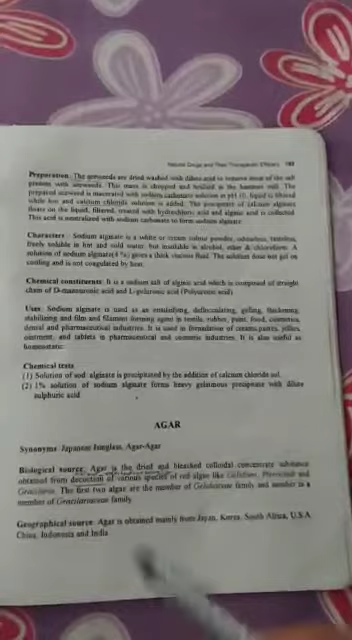 Natural Drugs and Their Therapeutic Efficacy 193
Preparation: The seaweeds are dried washed with dilute acid to remove most of the salt
present with seaweeds. This mass is chopped and in the hammer mill. The
prepared seaweed is macerated with sodium carbonate solution at pH 10, liquid is filtered
while hot and calcium chloride solution is added. The precipitate of calcium alginate
floats on the liquid, filtered, treated with hydrochloric acid and alginic acid is collected.
This acid is neutralized with sodium carbonate to form sodium alginate.
Characters: Sodium alginate is a white or cream colour powder, odourless, tasteless,
freely soluble in hot and cold water but insoluble in alcohol, ether & chloroform. A
solution of sodium alginate gives a thick viscous fluid. The solution does not gel on
cooling and is not coagulated by heat.
Chemical constituents: It is a sodium salt of alginic acid which is composed of straight
chain of D-mannuronic acid and L-guluronic acid
Uses: Sodium alginate is used as an emulsifying, deflocculating, gelling, thickening,
stabilizing and film and filament forming agent in textile, rubber, paint, food, cosmetics,
dental and pharmaceutical industries. It is used in formulation of creams, pastes, jellies,
ointment, and tablets in pharmaceutical and cosmetic industries. It is also useful as
Chemical tests
(1) Solution of sod alginate is precipitated by the addition of calcium chloride sol.
(2) 1% solution of sodium alginate forms heavy gelatinous precipitate with dilute
sulphuric acid
AGAR
Synonyms: Japanese Isinglass, Agar-Agar
Biological source: Agar is the dried and bleached colloidal concentrate substance
obtained from decoction of various species of red algae like Gelidium, Pterocladia and
Gracilaria. The first two algae are the member of Gelidaceae family and number is a
member of Gracilariaceae family.
Geographical source: Agar is obtained mainly from Japan, Korea, South Africa, U.S.A.
China, Indonesia and India.